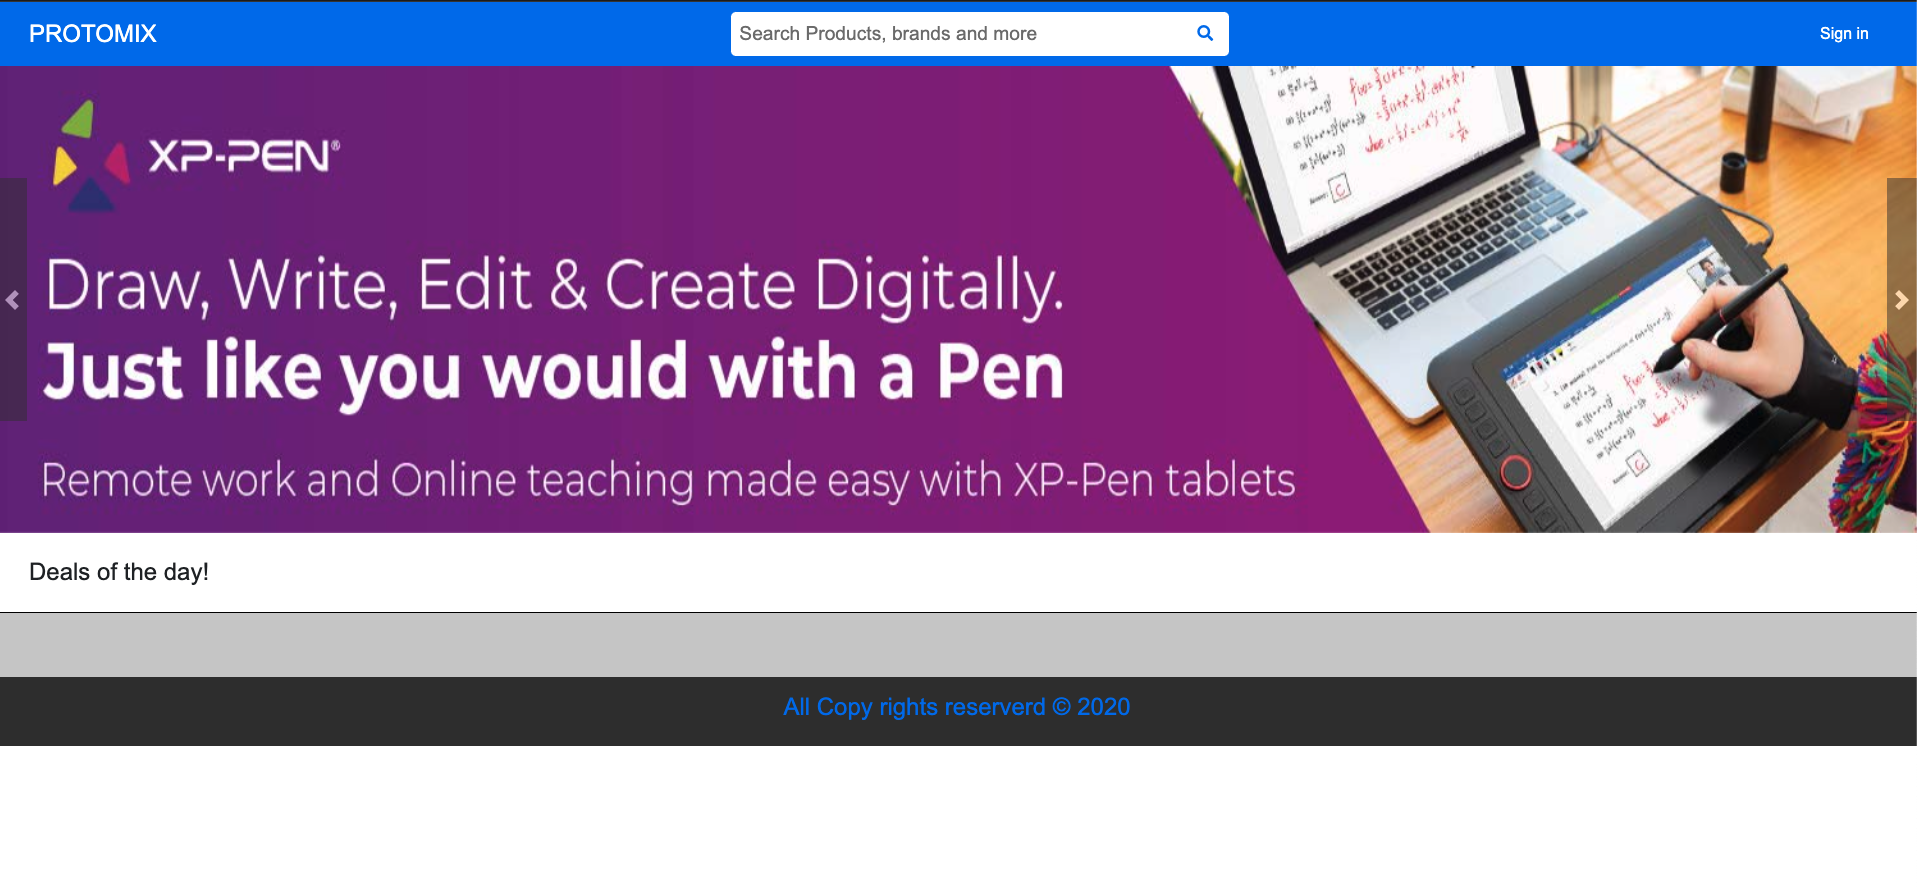 PROTOMIX
Search Products, brands and more
Sign in
XP-PEN®
Draw, Write, Edit & Create Digitally.
Just like you would with a Pen
Remote work and Online teaching made easy with XP-Pen tablets
Deals of the day!
All Copy rights reserverd © 2020